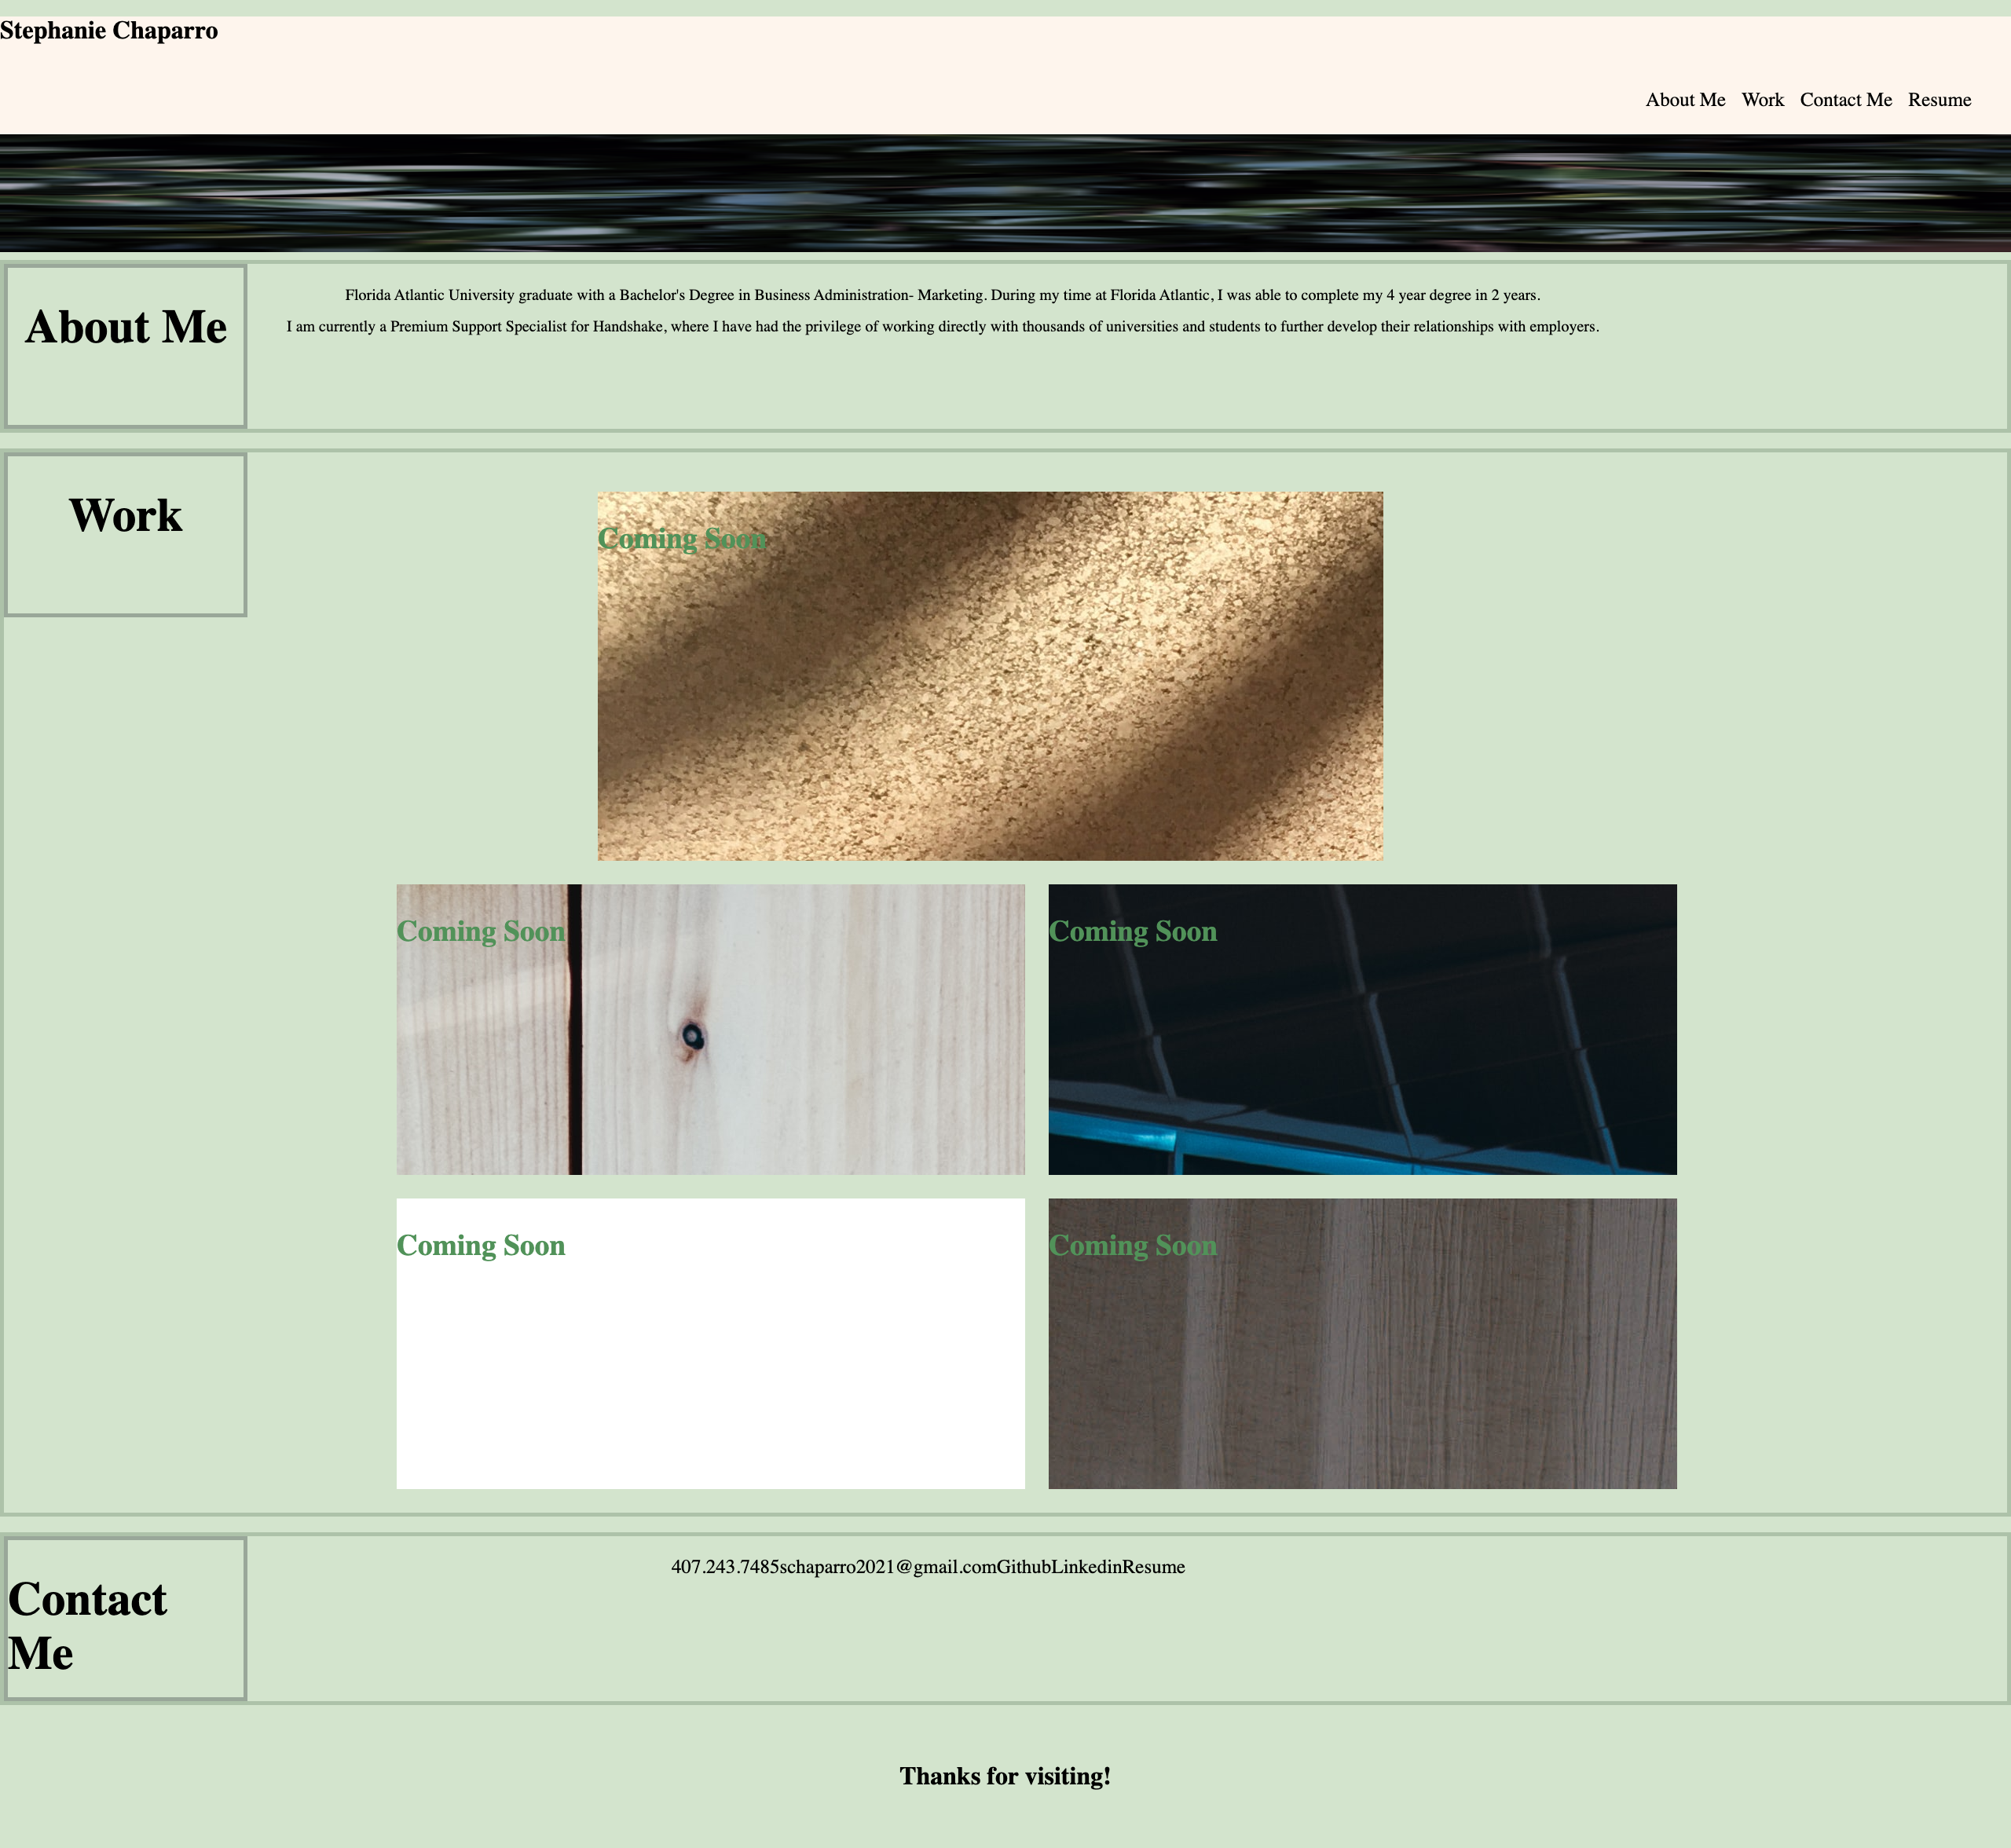 Stephanie Chaparro
About Me Work Contact Me Resume
About Me
Florida Atlantic University graduate with a Bachelor's Degree in Business Administration- Marketing. During my time at Florida Atlantic, I was able to complete my 4 year degree in 2 years.
I am currently a Premium Support Specialist for Handshake, where I have had the privilege of working directly with thousands of universities and students to further develop their relationships with employers.
Work
Coming Soon
Coming Soon
Coming Soon
Coming Soon
Coming Soon
Contact
Me
407.243.7485schaparro2021@gmail.comGithubLinkedinResume
Thanks for visiting!